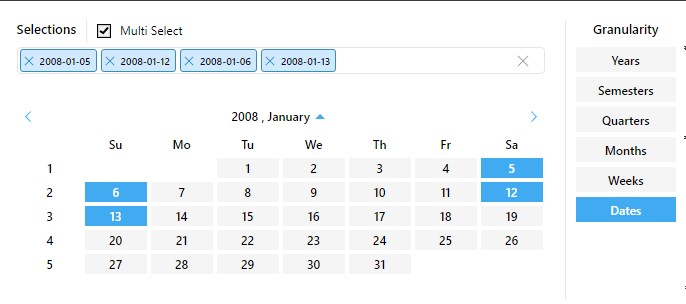 Selections Multi Select Granularity
2008-01-05 2008-01-12 2008-01-06 2008-01-13
Years
Semesters
2008 , January
Quarters
Su Mo Tu We Th Fr Sa
Months
1 1 2 3 4 5
Weeks
2 6 7 8 9 10 11 12
Dates
3 13 14 15 16 17 18 19
4 20 21 22 23 24 25 26
5 27 28 29 30 31